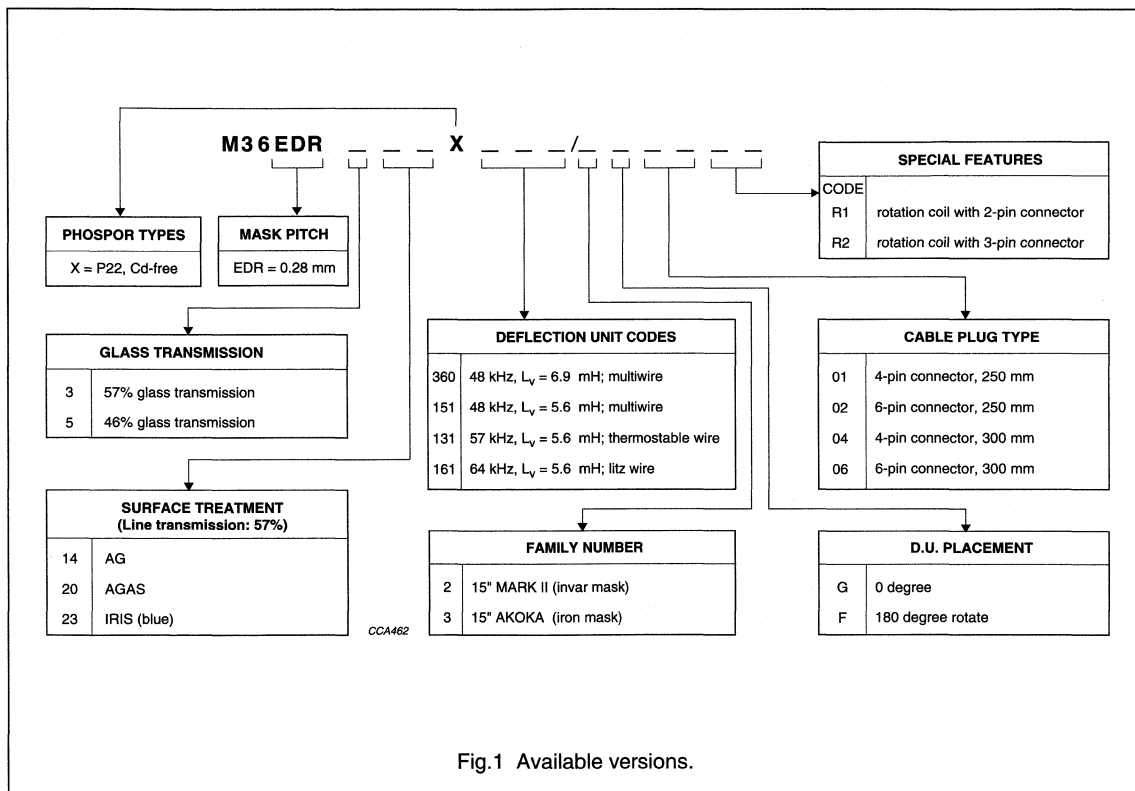 M36EDR _ _ _ X _ _ _ / _ _ _ _ _ _
PHOSPOR TYPES
X = P22, Cd-free
MASK PITCH
EDR = 0.28 mm
SPECIAL FEATURES
CODE
R1 rotation coil with 2-pin connector
R2 rotation coil with 3-pin connector
GLASS TRANSMISSION
3 57% glass transmission
5 46% glass transmission
DEFLECTION UNIT CODES
360 48 kHz, Lv = 6.9 mH; multiwire
151 48 kHz, Lv = 5.6 mH; multiwire
131 57 kHz, Lv = 5.6 mH; thermostable wire
161 64 kHz, Lv = 5.6 mH; litz wire
CABLE PLUG TYPE
01 4-pin connector, 250 mm
02 6-pin connector, 250 mm
04 4-pin connector, 300 mm
06 6-pin connector, 300 mm
SURFACE TREATMENT
(Line transmission: 57%)
14 AG
20 AGAS
23 IRIS (blue)
CCA462
FAMILY NUMBER
2 15" MARK II (invar mask)
3 15" AKOKA (iron mask)
D.U. PLACEMENT
G 0 degree
F 180 degree rotate
Fig.1 Available versions.